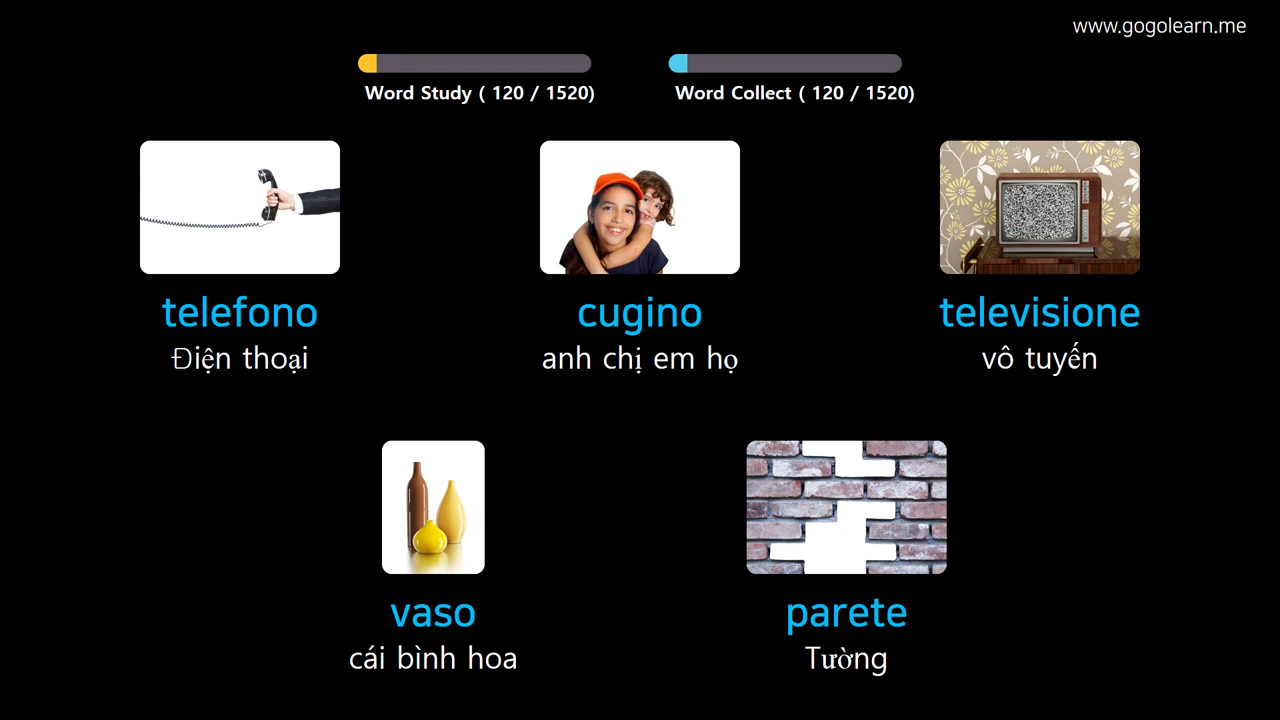 www.gogolearn.me
Word Study ( 120 / 1520)
Word Collect ( 120 / 1520)
telefono
Điện thoại
cugino
anh chị em họ
televisione
vô tuyến
vaso
cái bình hoa
parete
Tường